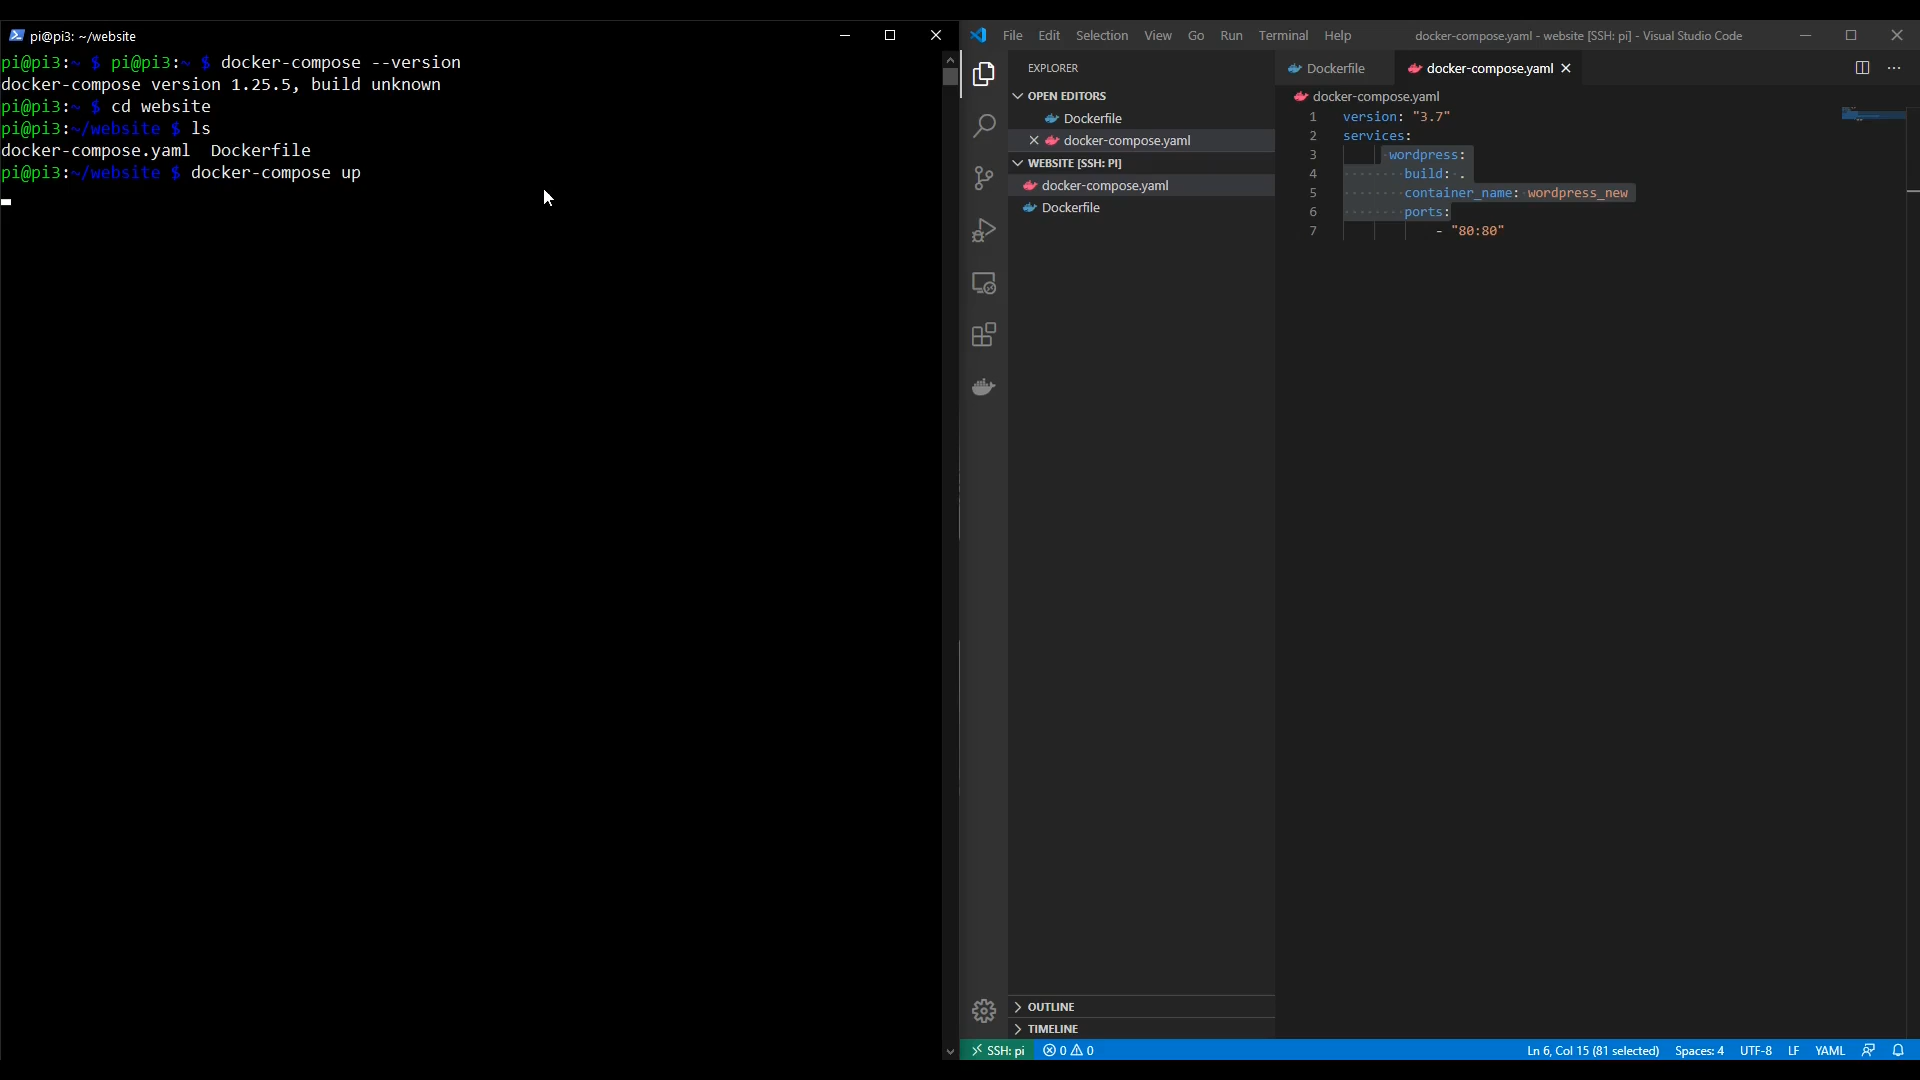 pi@pi3: ~/website
pi@pi3:~ $ pi@pi3:~ $ docker-compose --version
docker-compose version 1.25.5, build unknown
pi@pi3:~ $ cd website
pi@pi3:~/website $ ls
docker-compose.yaml  Dockerfile
pi@pi3:~/website $ docker-compose up
File Edit Selection View Go Run Terminal Help
docker-compose.yaml - website [SSH: pi] - Visual Studio Code
EXPLORER
OPEN EDITORS
Dockerfile
docker-compose.yaml
WEBSITE [SSH: PI]
docker-compose.yaml
Dockerfile
OUTLINE
TIMELINE
Dockerfile
docker-compose.yaml
docker-compose.yaml
1 version: "3.7"
2 services:
3 wordpress:
4 build: .
5 container_name: wordpress_new
6 ports:
7 - "80:80"
SSH: pi 0 0 Ln 6, Col 15 (81 selected) Spaces: 4 UTF-8 LF YAML